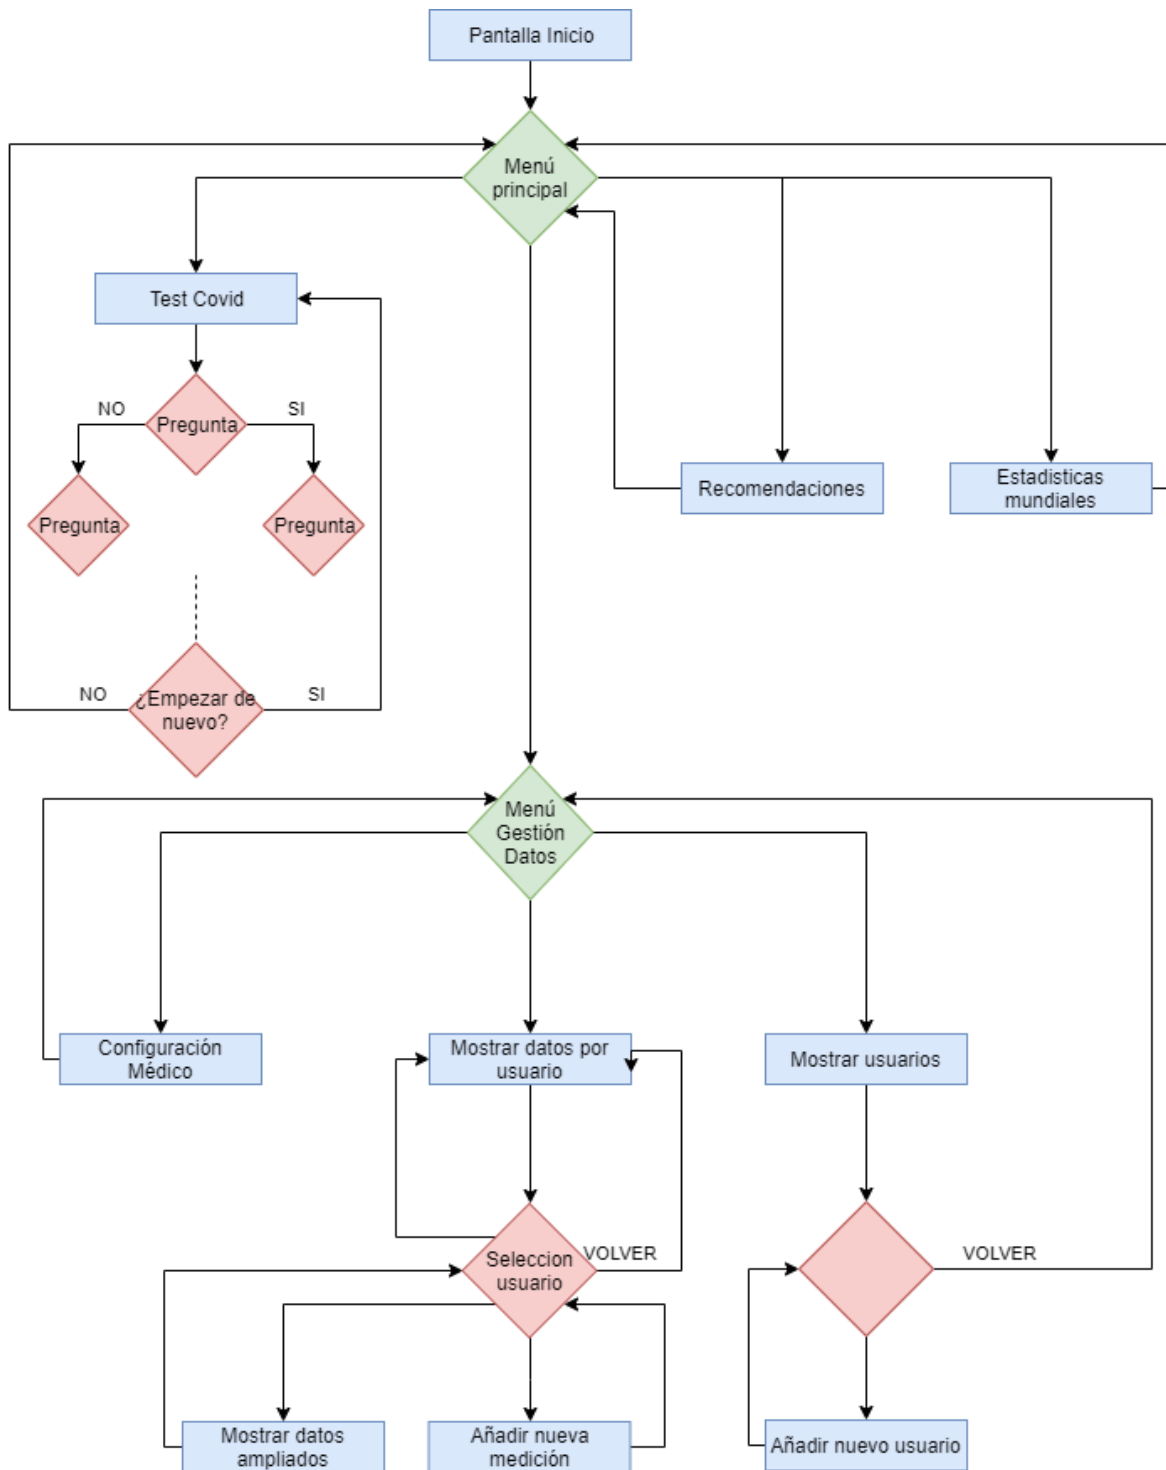 Pantalla Inicio
Menú
principal
Test Covid
NO
Pregunta
SI
Pregunta
Pregunta
Recomendaciones
Estadisticas
mundiales
NO
¿Empezar de
nuevo?
SI
Menú
Gestión
Datos
Configuración
Médico
Mostrar datos por
usuario
Mostrar usuarios
Seleccion
usuario
VOLVER
VOLVER
Mostrar datos
ampliados
Añadir nueva
medición
Añadir nuevo usuario